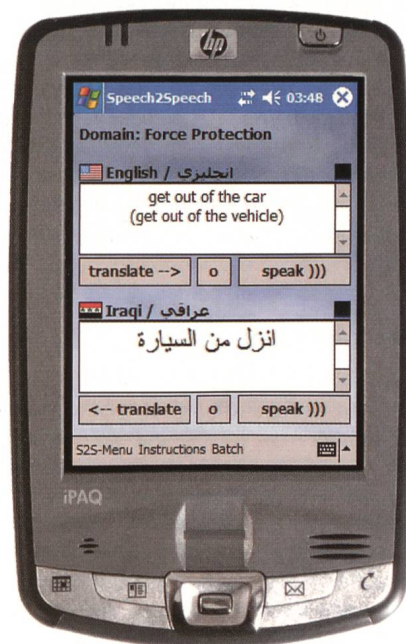 hp
Speech2Speech 03:48
Domain: Force Protection
English / انجليزي
get out of the car
(get out of the vehicle)
translate --> o speak )))
Iraqi / عراقي
انزل من السيارة
<-- translate o speak )))
S2S-Menu Instructions Batch
iPAQ